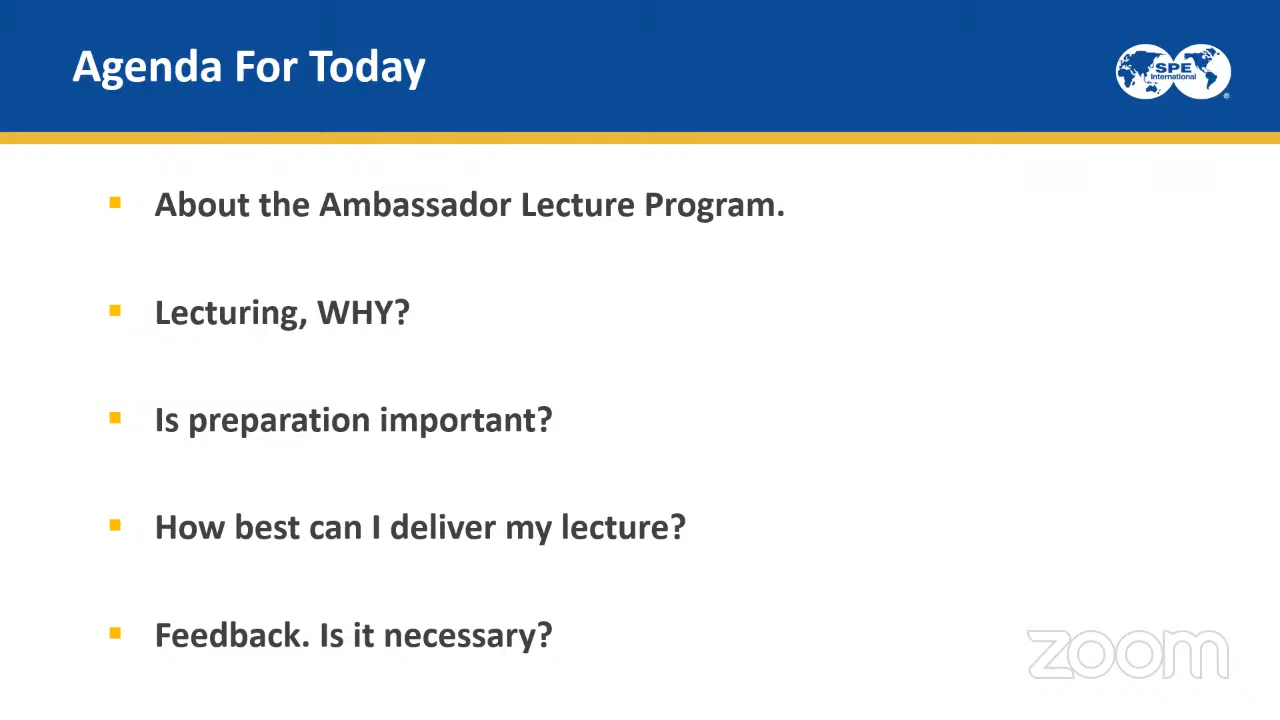 Agenda For Today
SPE
International
®
About the Ambassador Lecture Program.
Lecturing, WHY?
Is preparation important?
How best can I deliver my lecture?
Feedback. Is it necessary?
zoom